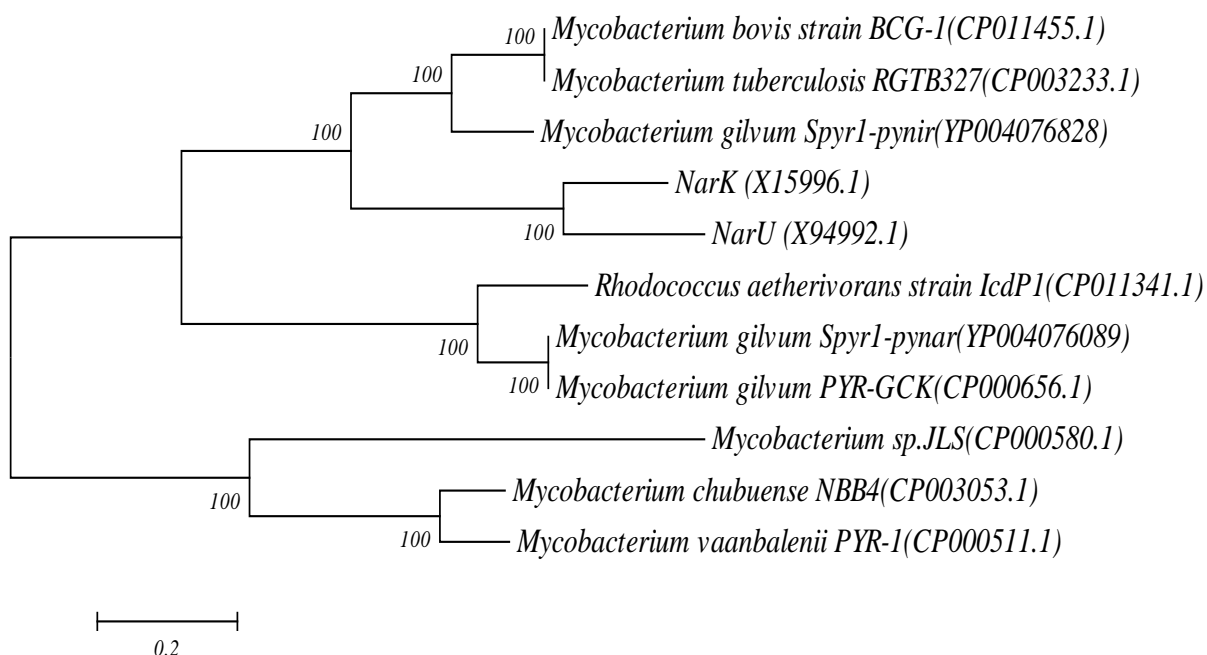 100 Mycobacterium bovis strain BCG-1(CP011455.1)
100 Mycobacterium tuberculosis RGTB327(CP003233.1)
100 Mycobacterium gilvum Spyr1-pynir(YP004076828)
NarK (X15996.1)
100 NarU (X94992.1)
Rhodococcus aetherivorans strain IcdP1(CP011341.1)
100 Mycobacterium gilvum Spyr1-pynar(YP004076089)
100 Mycobacterium gilvum PYR-GCK(CP000656.1)
Mycobacterium sp.JLS(CP000580.1)
100 Mycobacterium chubuense NBB4(CP003053.1)
100 Mycobacterium vaanbalenii PYR-1(CP000511.1)
0.2